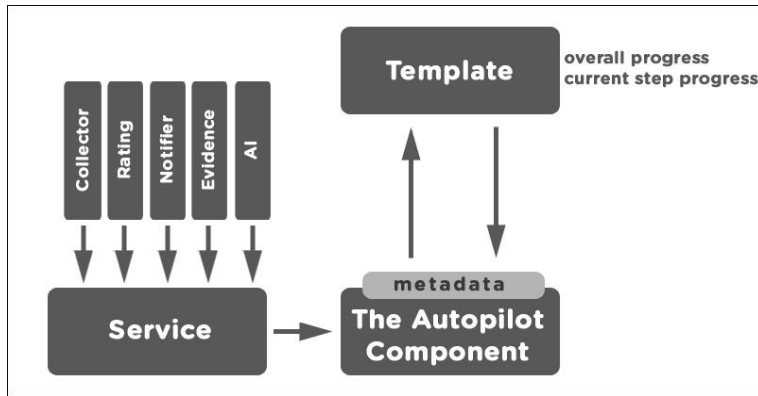 Template
overall progress
current step progress
Collector
Rating
Notifier
Evidence
AI
metadata
Service
The Autopilot
Component